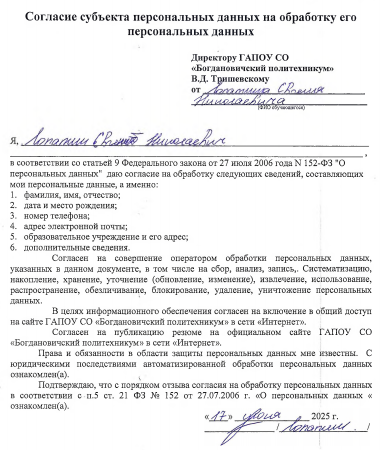 Согласие субъекта персональных данных на обработку его
персональных данных
Директору ГАПОУ СО
«Богдановичский политехникум»
В.Д. Тришевскому
от Лопатина
Николаевича
(ФИО обучающегося)
Я, Лопатин Николаевич
в соответствии со статьей 9 Федерального закона от 27 июля 2006 года N 152-ФЗ "О
персональных данных" даю согласие на обработку следующих сведений, составляющих
мои персональные данные, а именно:
1. фамилия, имя, отчество;
2. дата и место рождения;
3. номер телефона;
4. адрес электронной почты;
5. образовательное учреждение и его адрес;
6. дополнительные сведения.
Согласен на совершение оператором обработки персональных данных,
указанных в данном документе, в том числе на сбор, анализ, запись, Систематизацию,
накопление, хранение, уточнение (обновление, изменение), извлечение, использование,
распространение, обезличивание, блокирование, удаление, уничтожение персональных
данных.
В целях информационного обеспечения согласен на включение в общий доступ
на сайте ГАПОУ СО «Богдановичский политехникум» в сети «Интернет».
Согласен на публикацию резюме на официальном сайте ГАПОУ СО
«Богдановичский политехникум» в сети «Интернет».
Права и обязанности в области защиты персональных данных мне известны. С
юридическими последствиями автоматизированной обработки персональных данных
ознакомлен(а).
Подтверждаю, что с порядком отзыва согласия на обработку персональных данных
в соответствии с п.5 ст. 21 ФЗ № 152 от 27.07.2006 г. «О персональных данных «
ознакомлен(а).
«17» июня 2025 г.
/ Лопатин /